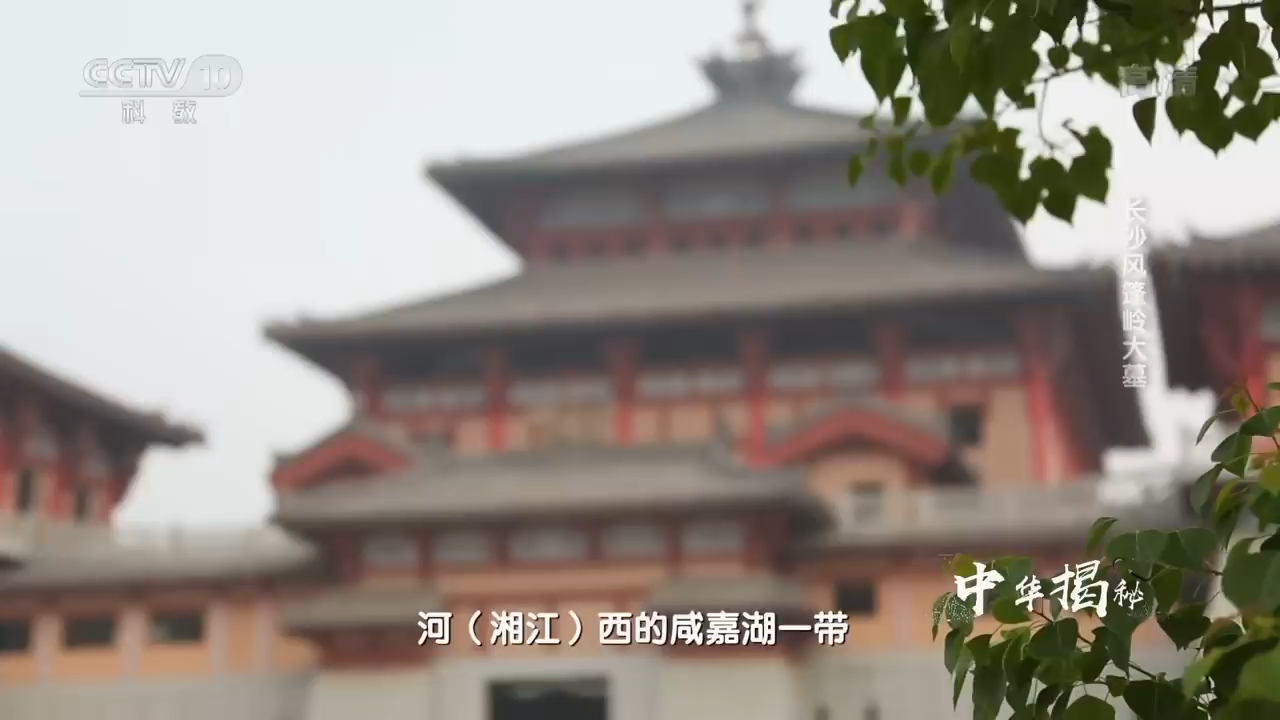 CCTV 10
科教
高清
长沙风篷岭大墓
中华揭秘
河（湘江）西的咸嘉湖一带